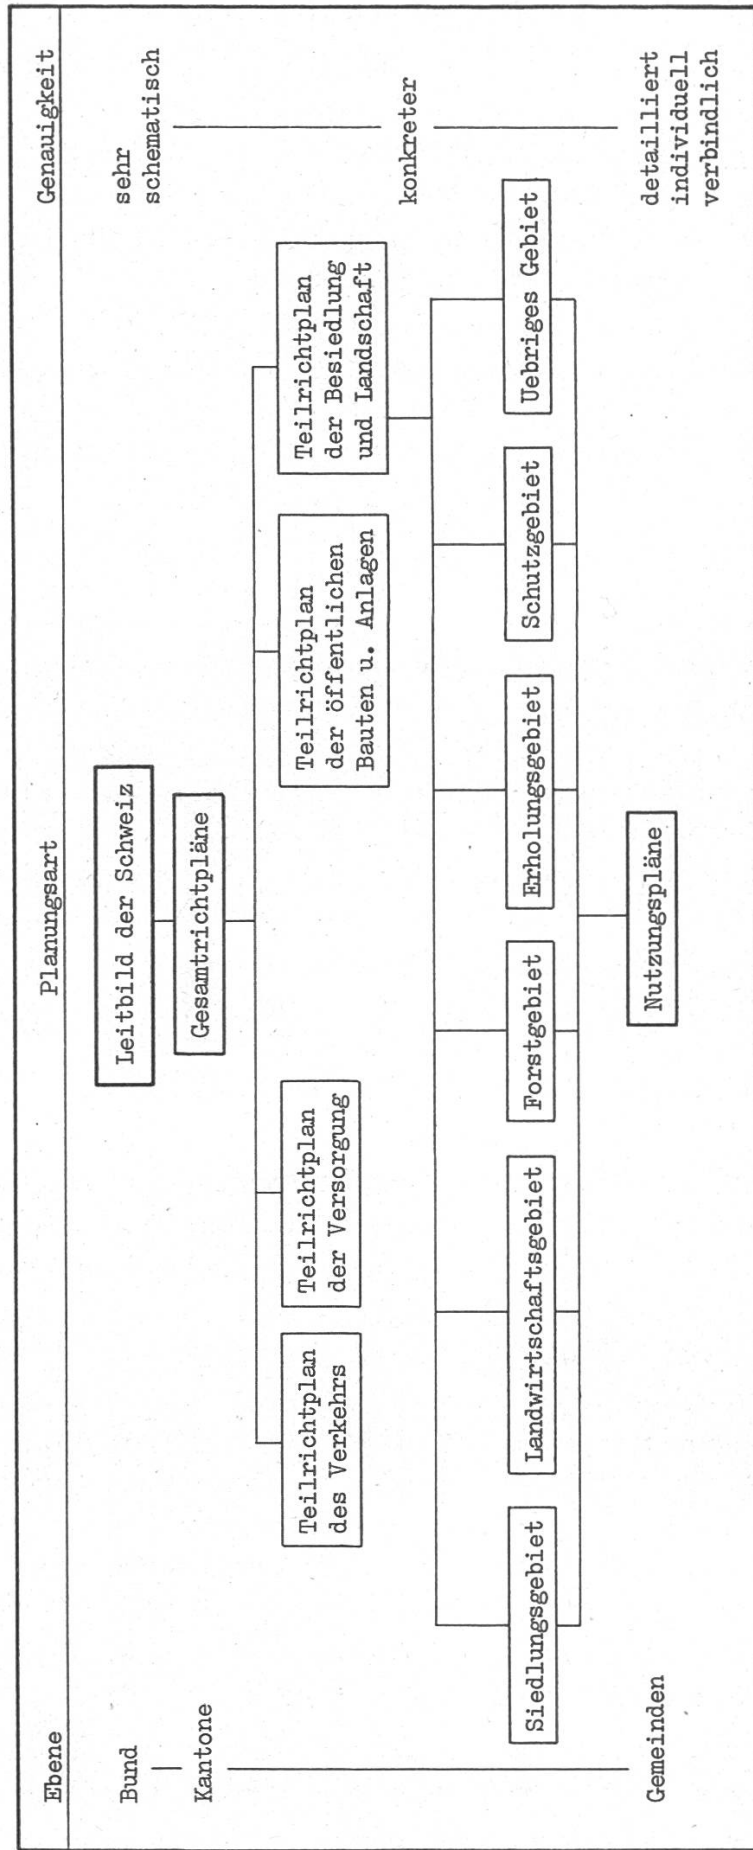 Ebene
Planungsart
Genauigkeit
Bund
Leitbild der Schweiz
sehr
schematisch
Kantone
Gesamtrichtpläne
Teilrichtplan
des Verkehrs
Teilrichtplan
der Versorgung
Teilrichtplan
der öffentlichen
Bauten u. Anlagen
Teilrichtplan
der Besiedlung
und Landschaft
konkreter
Siedlungsgebiet
Landwirtschaftsgebiet
Forstgebiet
Erholungsgebiet
Schutzgebiet
Uebriges Gebiet
Gemeinden
Nutzungspläne
detailliert
individuell
verbindlich